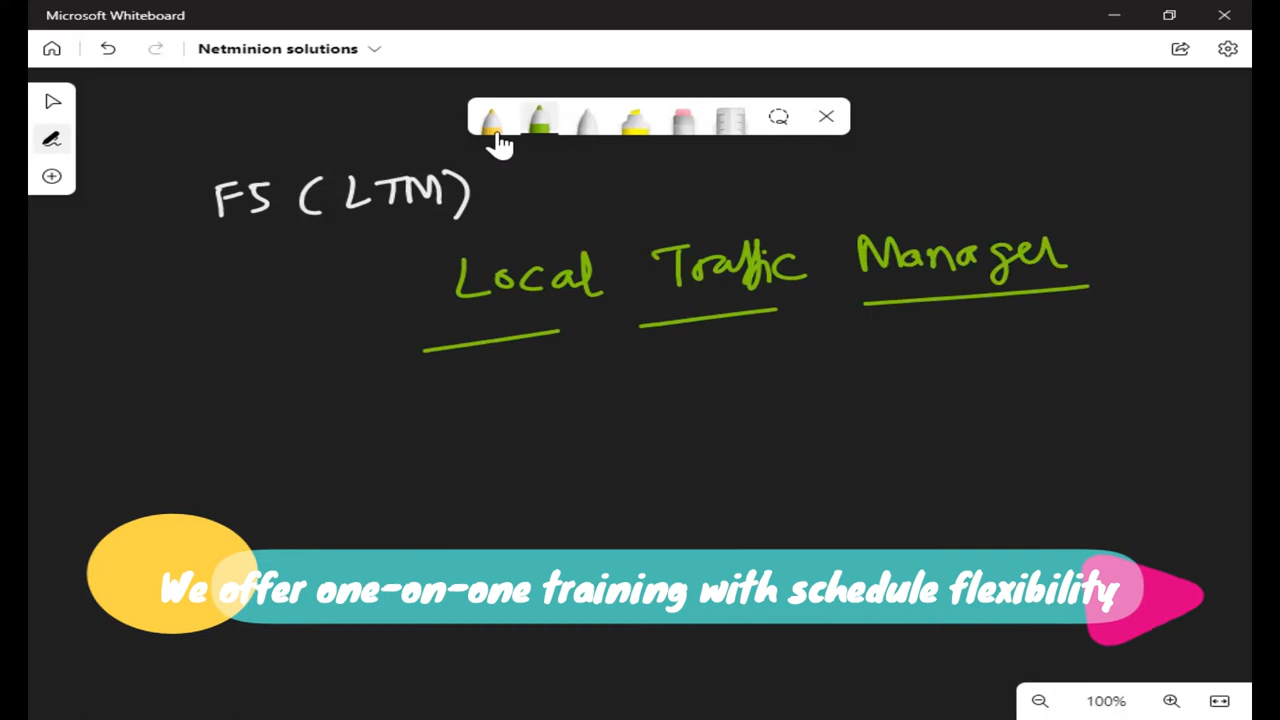 Microsoft Whiteboard
Netminion solutions
F5 (LTM)
Local Traffic Manager
We offer one-on-one training with schedule flexibility
100%